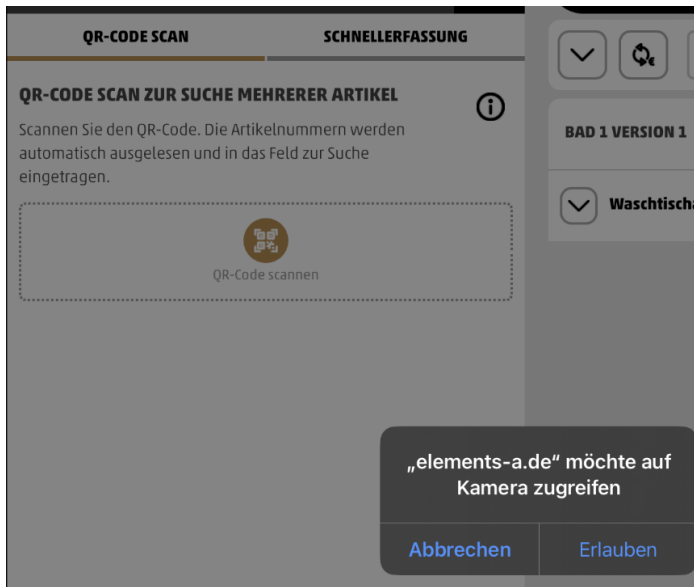 QR-CODE SCAN
SCHNELLERFASSUNG
QR-CODE SCAN ZUR SUCHE MEHRERER ARTIKEL
Scannen Sie den QR-Code. Die Artikelnummern werden
automatisch ausgelesen und in das Feld zur Suche
eingetragen.
QR-Code scannen
BAD 1 VERSION 1
Waschtischa
„elements-a.de“ möchte auf
Kamera zugreifen
Abbrechen
Erlauben